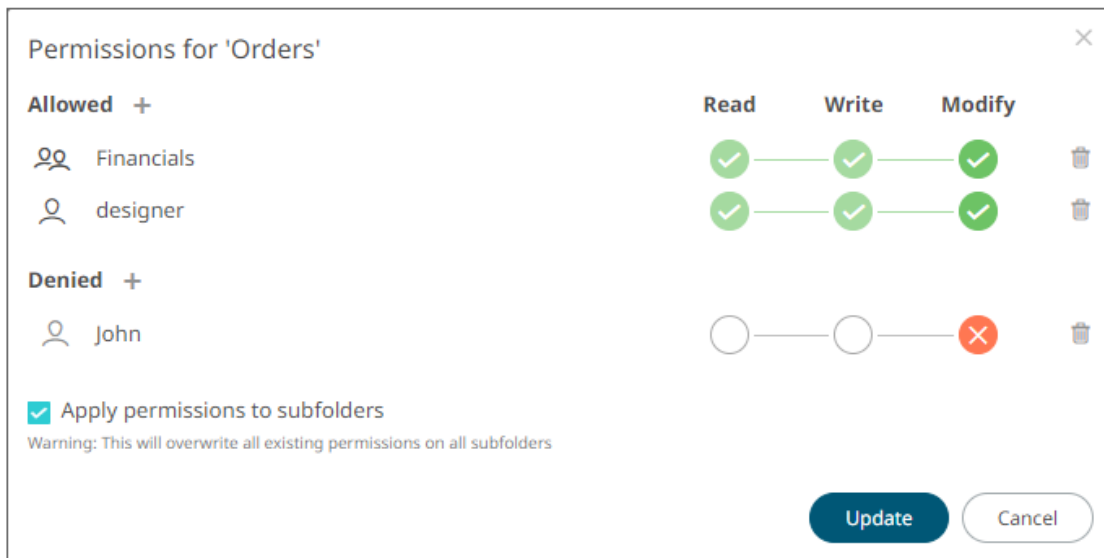 Permissions for 'Orders'
Allowed + Read Write Modify
Financials
designer
Denied +
John
Apply permissions to subfolders
Warning: This will overwrite all existing permissions on all subfolders
Update Cancel